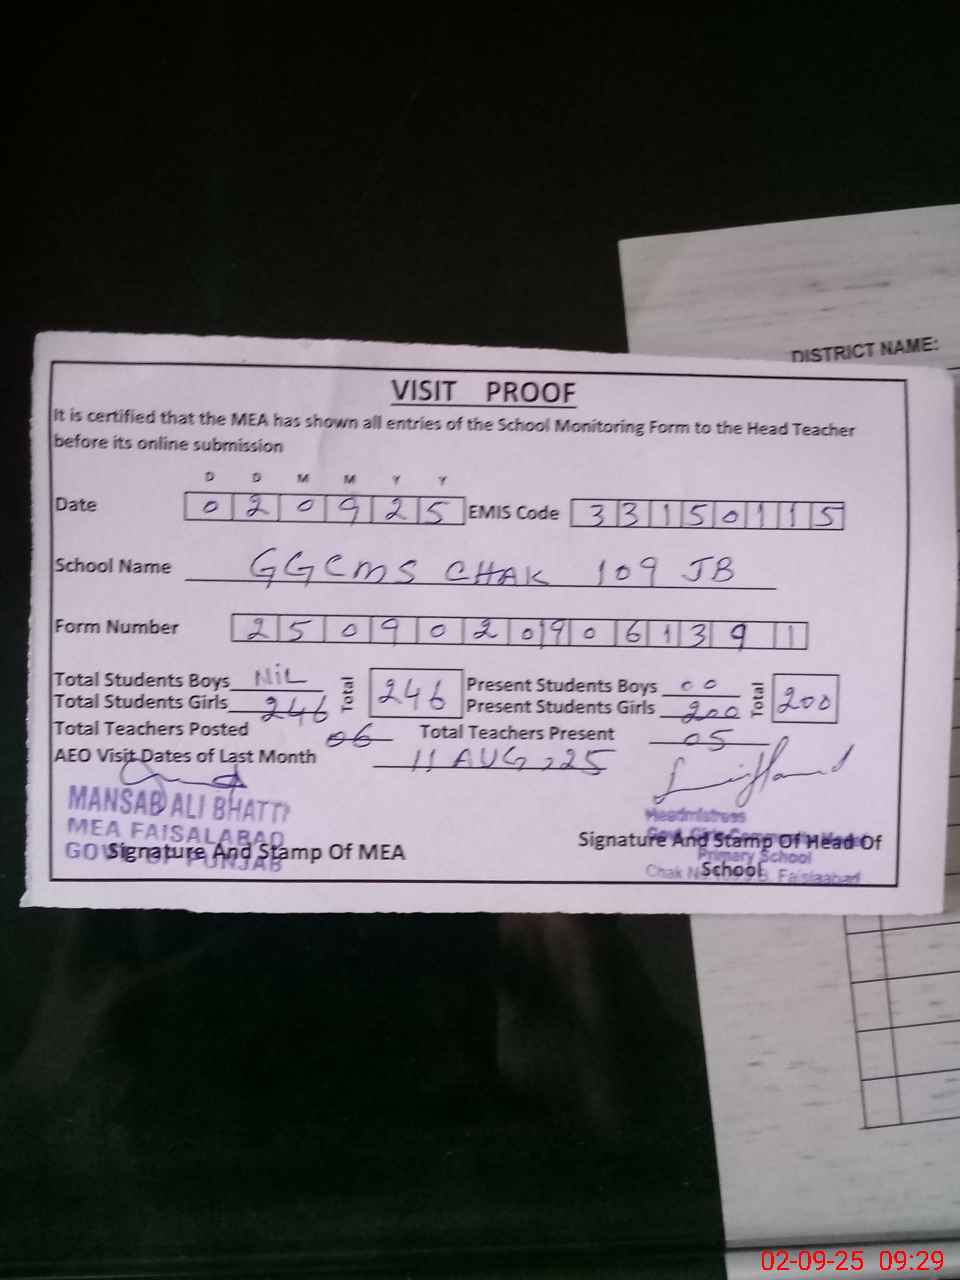 DISTRICT NAME:
VISIT PROOF
It is certified that the MEA has shown all entries of the School Monitoring Form to the Head Teacher
before its online submission
D D M M Y Y
Date 0 2 0 9 2 5 EMIS Code 3 3 1 5 0 1 1 5
School Name GGCMS CHAK 109 JB
Form Number 2 5 0 9 0 2 0 9 0 6 1 3 9 1
Total Students Boys NiL Total 246 Present Students Boys 00 Total 200
Total Students Girls 246 Present Students Girls 200
Total Teachers Posted 06 Total Teachers Present 05
AEO Visit Dates of Last Month 11 AUG, 25
MANSAB ALI BHATTI
MEA FAISALABAD
GOVT OF PUNJAB
Signature And Stamp Of MEA
Headmistress
Signature And Stamp Of Head Of
School
Primary School
Chak No. Faisalabad
02-09-25 09:29